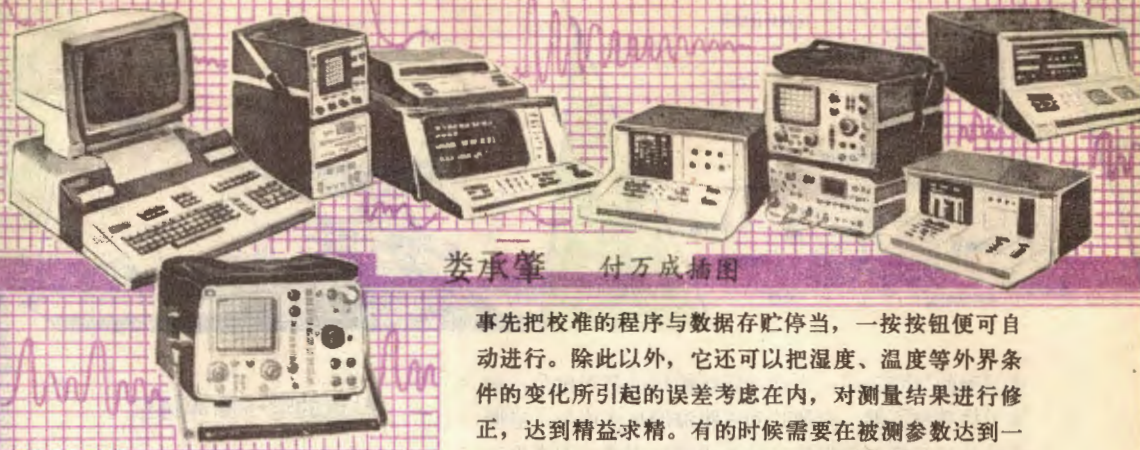 娄承肇 付万成插图
事先把校准的程序与数据存贮停当，一按按钮便可自
动进行。除此以外，它还可以把湿度、温度等外界条
件的变化所引起的误差考虑在内，对测量结果进行修
正，达到精益求精。有的时候需要在被测参数达到一